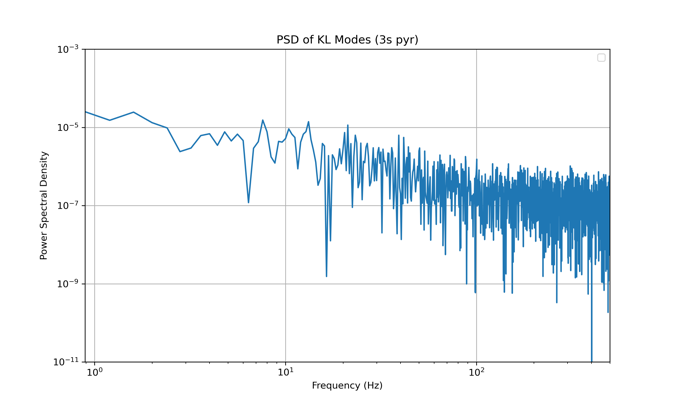 PSD of KL Modes (3s pyr)
10⁻³
10⁻⁵
10⁻⁷
10⁻⁹
10⁻¹¹
Power Spectral Density
10⁰ 10¹ 10²
Frequency (Hz)